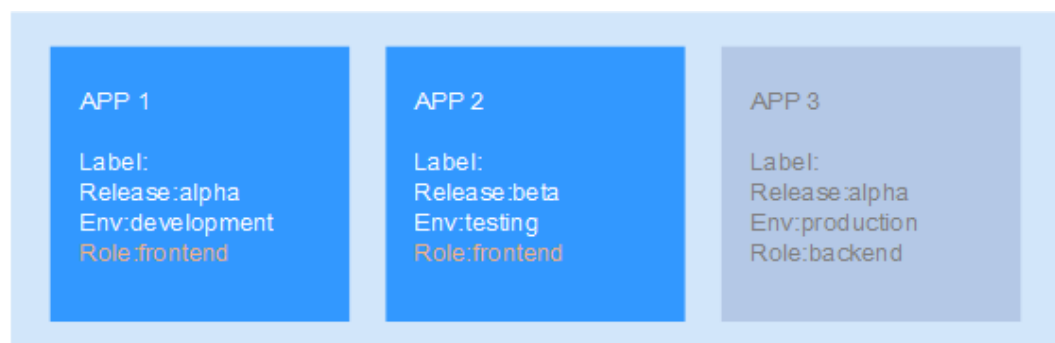 APP 1
Label:
Release:alpha
Env:development
Role:frontend
APP 2
Label:
Release:beta
Env:testing
Role:frontend
APP 3
Label:
Release:alpha
Env:production
Role:backend